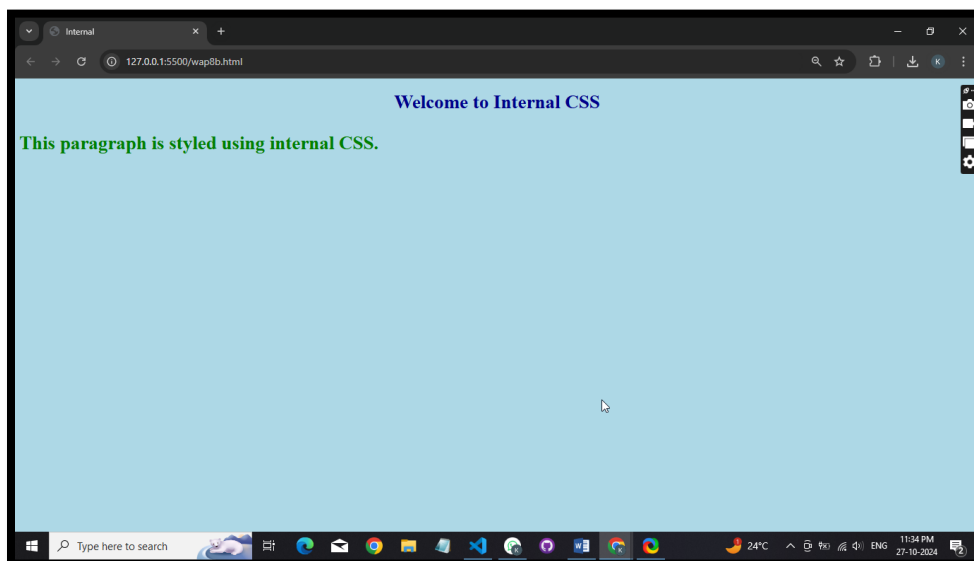 Internal
127.0.0.1:5500/wap8b.html
K
Welcome to Internal CSS
This paragraph is styled using internal CSS.
Type here to search
24°C
ENG
11:34 PM
27-10-2024
2